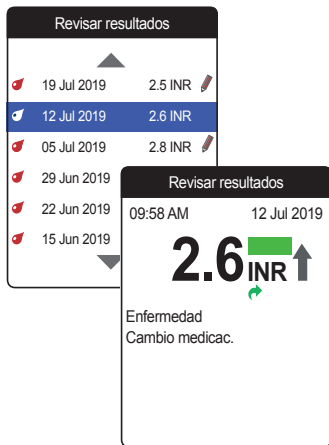 Revisar resultados
19 Jul 2019 2.5 INR
12 Jul 2019 2.6 INR
05 Jul 2019 2.8 INR
29 Jun 2019
22 Jun 2019
15 Jun 2019
Revisar resultados
09:58 AM 12 Jul 2019
2.6 INR
Enfermedad
Cambio medicac.